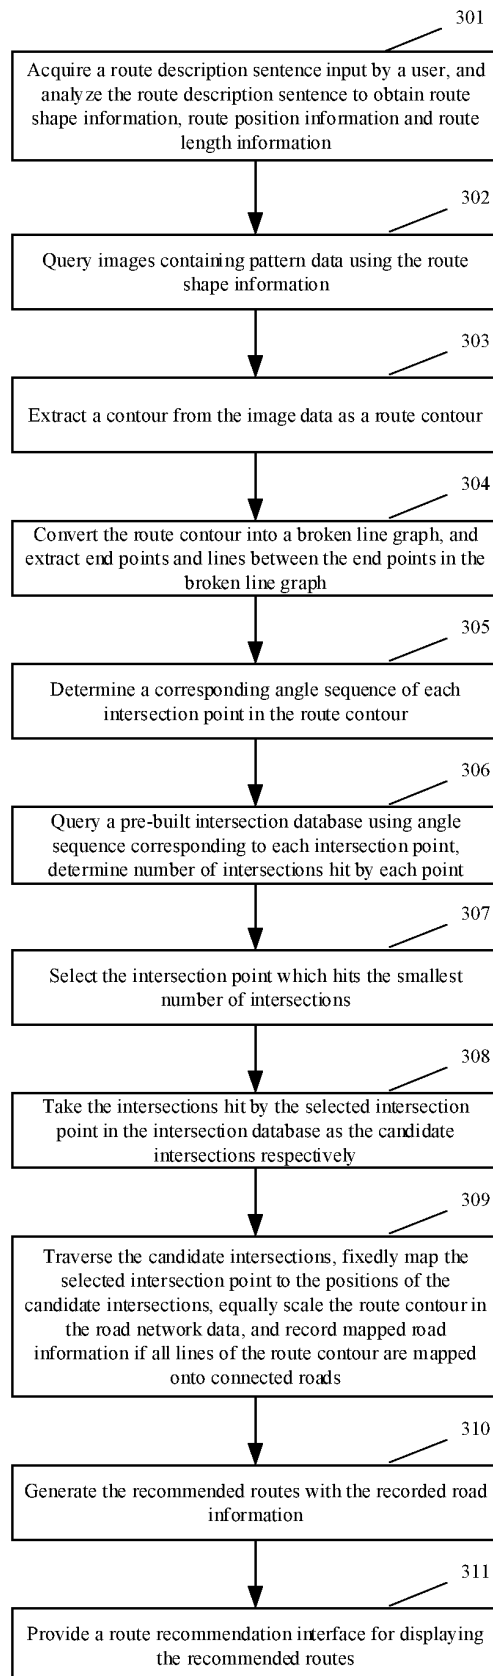 301
Acquire a route description sentence input by a user, and
analyze the route description sentence to obtain route
shape information, route position information and route
length information
302
Query images containing pattern data using the route
shape information
303
Extract a contour from the image data as a route contour
304
Convert the route contour into a broken line graph, and
extract end points and lines between the end points in the
broken line graph
305
Determine a corresponding angle sequence of each
intersection point in the route contour
306
Query a pre-built intersection database using angle
sequence corresponding to each intersection point,
determine number of intersections hit by each point
307
Select the intersection point which hits the smallest
number of intersections
308
Take the intersections hit by the selected intersection
point in the intersection database as the candidate
intersections respectively
309
Traverse the candidate intersections, fixedly map the
selected intersection point to the positions of the
candidate intersections, equally scale the route contour in
the road network data, and record mapped road
information if all lines of the route contour are mapped
onto connected roads
310
Generate the recommended routes with the recorded road
information
311
Provide a route recommendation interface for displaying
the recommended routes